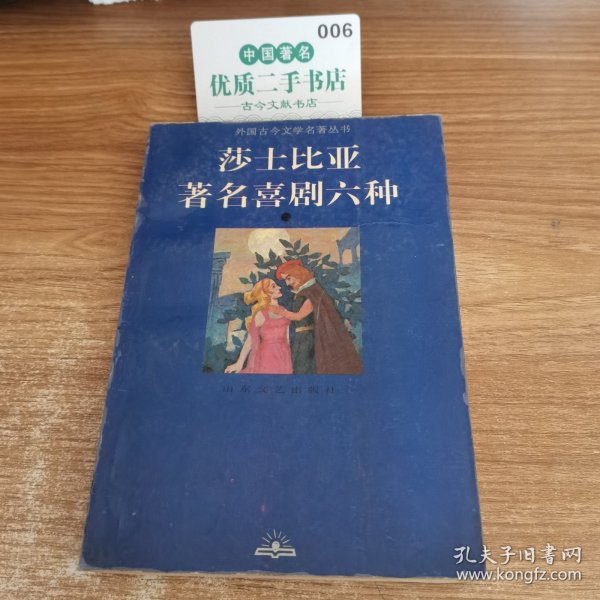 006
中国著名
优质二手书店
古今文献书店
外国古今文学名著丛书
莎士比亚
著名喜剧六种
山东文艺出版社
孔夫子旧书网
www.kongfz.com